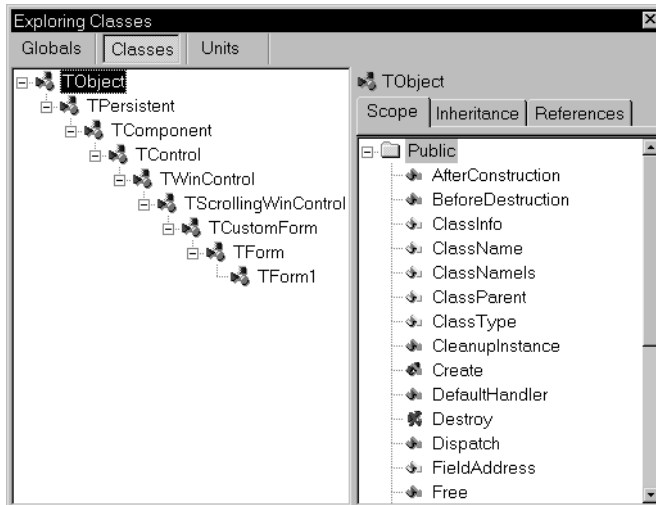 Exploring Classes
Globals
Classes
Units
TObject
TPersistent
TComponent
TControl
TWinControl
TScrollingWinControl
TCustomForm
TForm
TForm1
TObject
Scope
Inheritance
References
Public
AfterConstruction
BeforeDestruction
ClassInfo
ClassName
ClassNameIs
ClassParent
ClassType
CleanupInstance
Create
DefaultHandler
Destroy
Dispatch
FieldAddress
Free